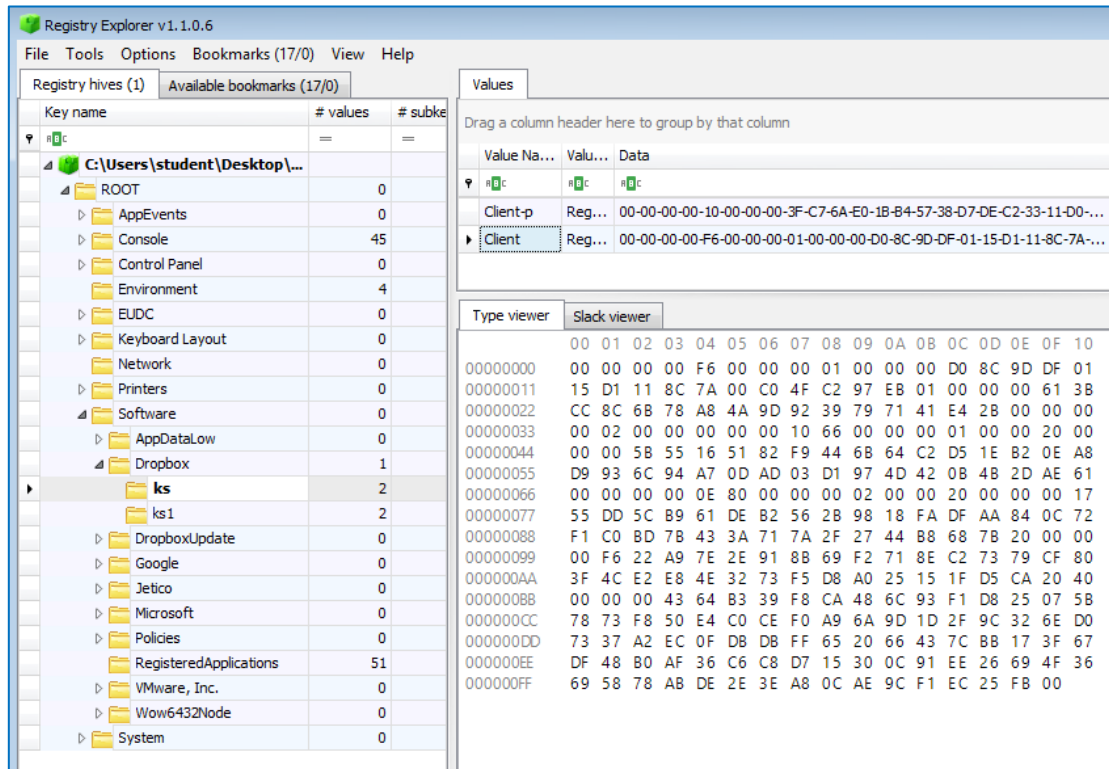 Registry Explorer v1.1.0.6
File Tools Options Bookmarks (17/0) View Help
Registry hives (1) Available bookmarks (17/0)
Key name # values # subke
ABC = =
C:\Users\student\Desktop\...
ROOT 0
AppEvents 0
Console 45
Control Panel 0
Environment 4
EUDC 0
Keyboard Layout 0
Network 0
Printers 0
Software 0
AppDataLow 0
Dropbox 1
ks 2
ks1 2
DropboxUpdate 0
Google 0
Jetico 0
Microsoft 0
Policies 0
RegisteredApplications 51
VMware, Inc. 0
Wow6432Node 0
System 0
Values
Drag a column header here to group by that column
Value Na... Valu... Data
ABC ABC ABC
Client-p Reg... 00-00-00-00-10-00-00-00-3F-C7-6A-E0-1B-B4-57-38-D7-DE-C2-33-11-D0-...
Client Reg... 00-00-00-00-F6-00-00-00-01-00-00-00-D0-8C-9D-DF-01-15-D1-11-8C-7A-...
Type viewer Slack viewer
00 01 02 03 04 05 06 07 08 09 0A 0B 0C 0D 0E 0F 10
00000000 00 00 00 00 F6 00 00 00 01 00 00 00 D0 8C 9D DF 01
00000011 15 D1 11 8C 7A 00 C0 4F C2 97 EB 01 00 00 00 61 3B
00000022 CC 8C 6B 78 A8 4A 9D 92 39 79 71 41 E4 2B 00 00 00
00000033 00 02 00 00 00 00 00 10 66 00 00 00 01 00 00 20 00
00000044 00 00 5B 55 16 51 82 F9 44 6B 64 C2 D5 1E B2 0E A8
00000055 D9 93 6C 94 A7 0D AD 03 D1 97 4D 42 0B 4B 2D AE 61
00000066 00 00 00 00 0E 80 00 00 00 02 00 00 20 00 00 00 17
00000077 55 DD 5C B9 61 DE B2 56 2B 98 18 FA DF AA 84 0C 72
00000088 F1 C0 BD 7B 43 3A 71 7A 2F 27 44 B8 68 7B 20 00 00
00000099 00 F6 22 A9 7E 2E 91 8B 69 F2 71 8E C2 73 79 CF 80
000000AA 3F 4C E2 E8 4E 32 73 F5 D8 A0 25 15 1F D5 CA 20 40
000000BB 00 00 00 43 64 B3 39 F8 CA 48 6C 93 F1 D8 25 07 5B
000000CC 78 73 F8 50 E4 C0 CE F0 A9 6A 9D 1D 2F 9C 32 6E D0
000000DD 73 37 A2 EC 0F DB DB FF 65 20 66 43 7C BB 17 3F 67
000000EE DF 48 B0 AF 36 C6 C8 D7 15 30 0C 91 EE 26 69 4F 36
000000FF 69 58 78 AB DE 2E 3E A8 0C AE 9C F1 EC 25 FB 00